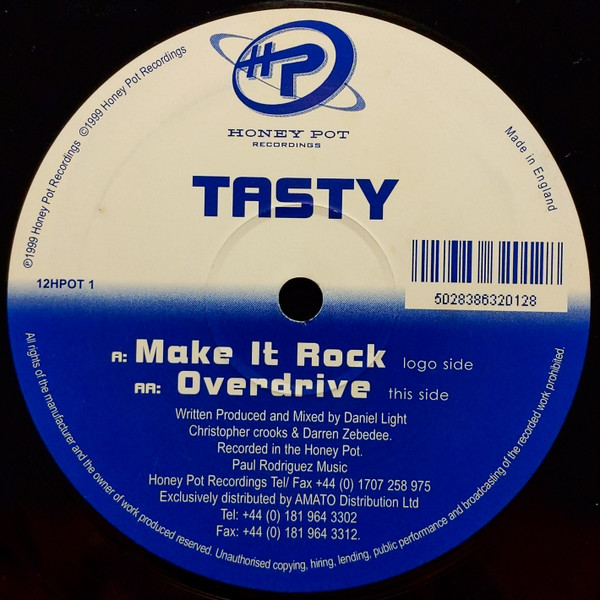 HP
HONEY POT
RECORDINGS
TASTY
℗1999 Honey Pot Recordings ©1999 Honey Pot Recordings
Made in England
12HPOT 1
5028386320128
A: Make It Rock logo side
AA: Overdrive this side
Written Produced and Mixed by Daniel Light
Christopher crooks & Darren Zebedee.
Recorded in the Honey Pot.
Paul Rodriguez Music
Honey Pot Recordings Tel/ Fax +44 (0) 1707 258 975
Exclusively distributed by AMATO Distribution Ltd
Tel: +44 (0) 181 964 3302
Fax: +44 (0) 181 964 3312.
All rights of the manufacturer and the owner of work produced reserved. Unauthorised copying, hiring, lending, public performance and broadcasting of the recorded work prohibited.